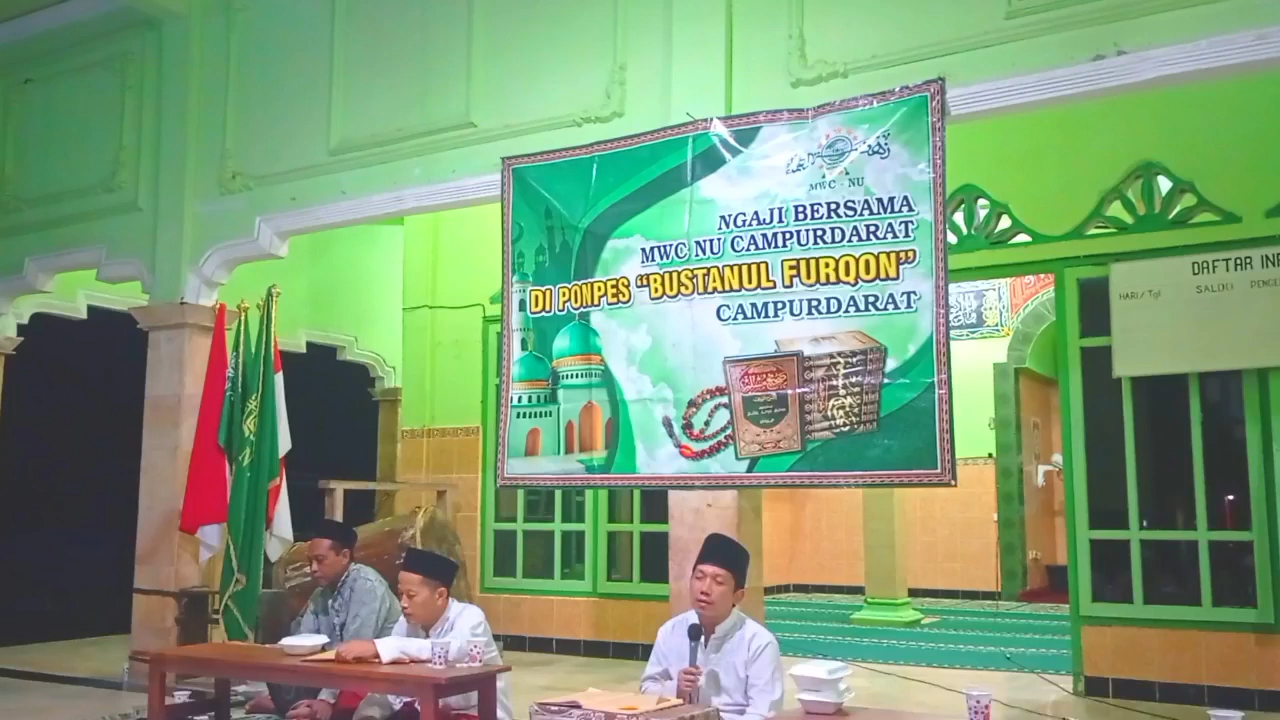 MWC - NU
NGAJI BERSAMA
MWC NU CAMPURDARAT
DI PONPES "BUSTANUL FURQON"
CAMPURDARAT
DAFTAR
HARI/Tgl SALDO